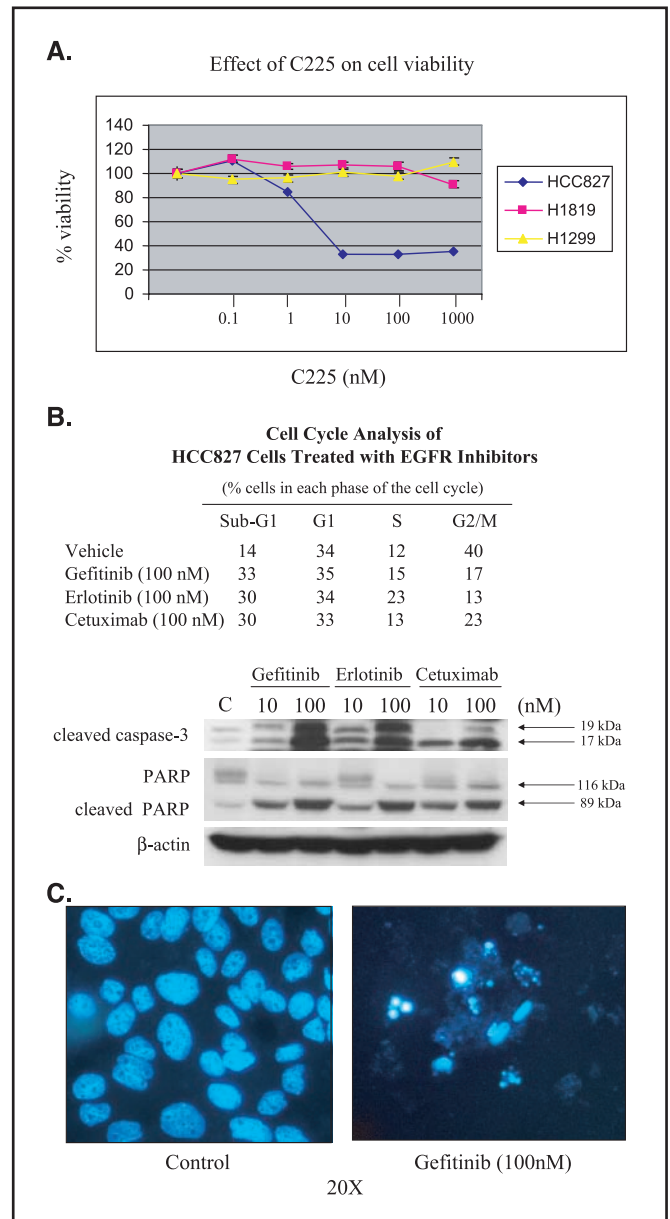 A.
Effect of C225 on cell viability
140
120
100
80
60
40
20
0
% viability
0.1 1 10 100 1000
C225 (nM)
HCC827
H1819
H1299
B.
Cell Cycle Analysis of
HCC827 Cells Treated with EGFR Inhibitors
(% cells in each phase of the cell cycle)
Sub-G1 G1 S G2/M
Vehicle 14 34 12 40
Gefitinib (100 nM) 33 35 15 17
Erlotinib (100 nM) 30 34 23 13
Cetuximab (100 nM) 30 33 13 23
Gefitinib Erlotinib Cetuximab
C 10 100 10 100 10 100 (nM)
cleaved caspase-3
19 kDa
17 kDa
PARP
116 kDa
cleaved PARP
89 kDa
β-actin
C.
Control Gefitinib (100nM)
20X